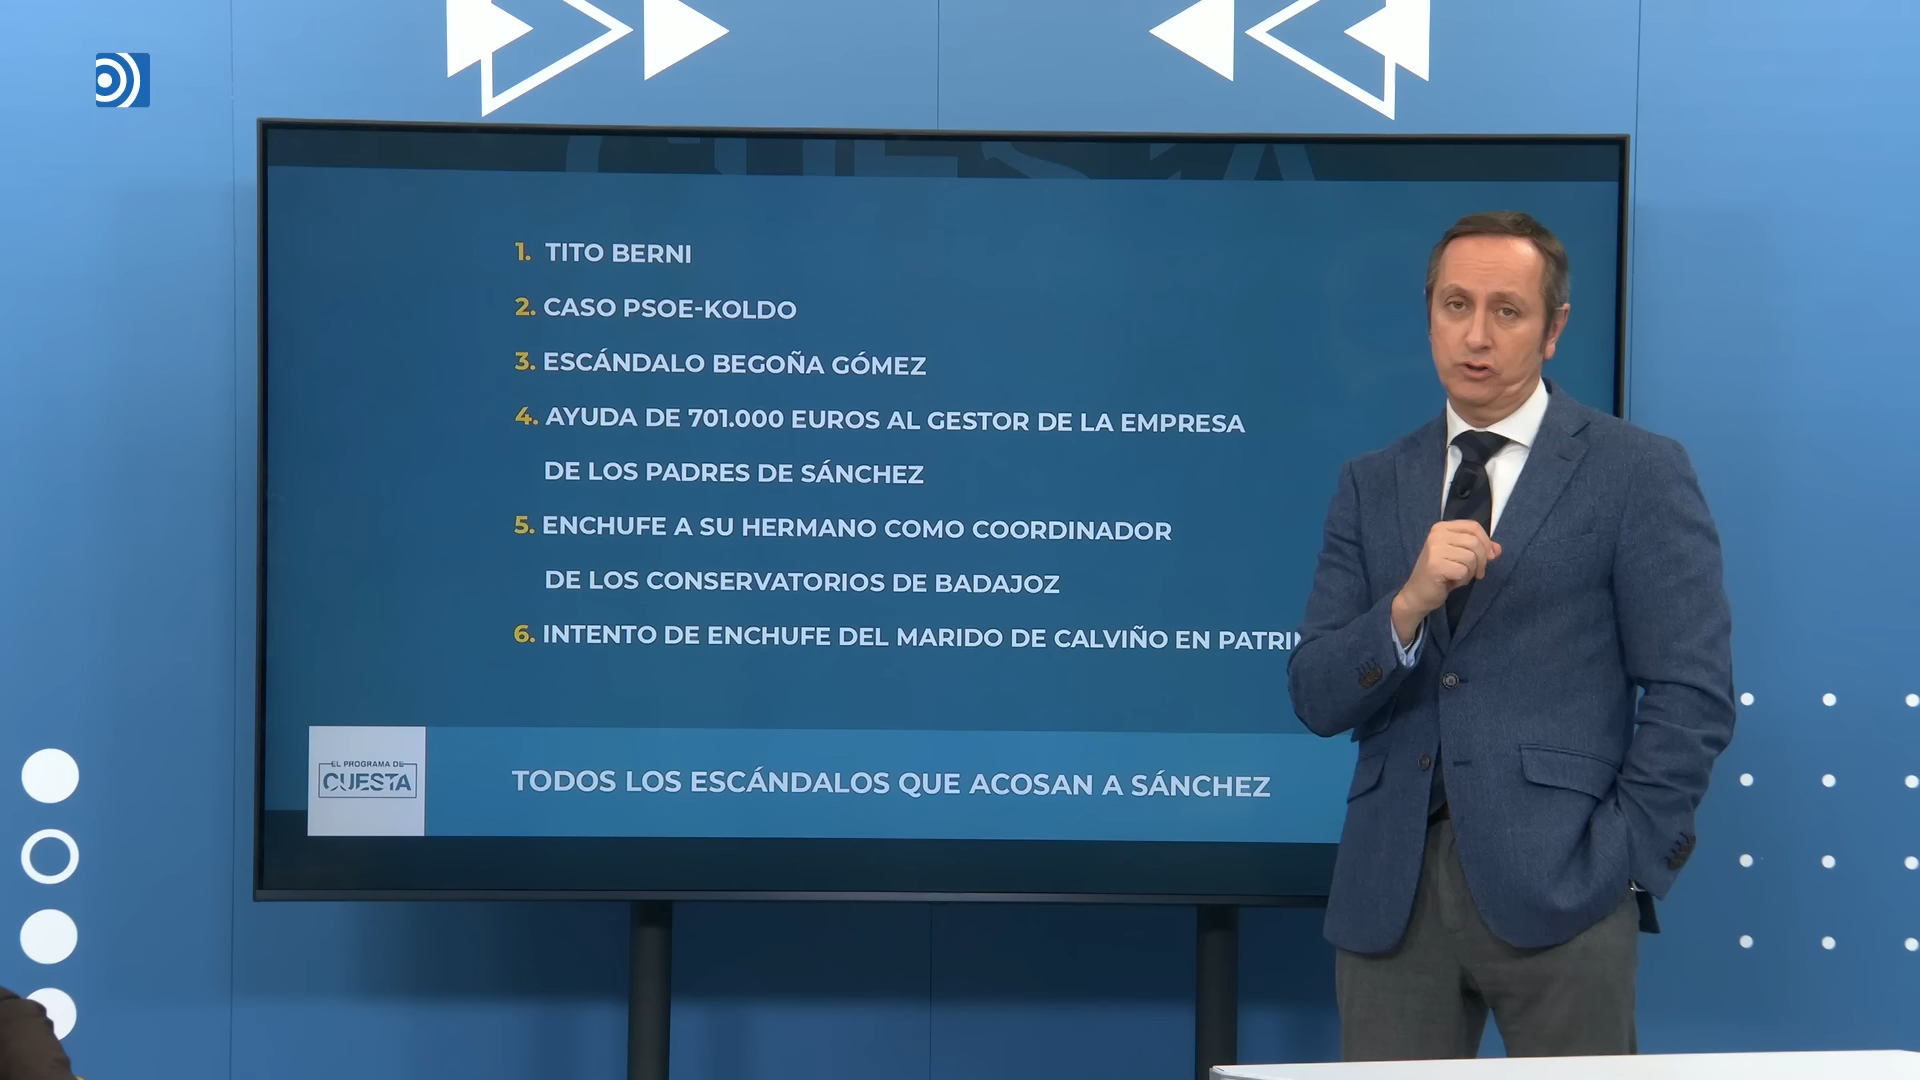 CUESTA
1. TITO BERNI
2. CASO PSOE-KOLDO
3. ESCÁNDALO BEGOÑA GÓMEZ
4. AYUDA DE 701.000 EUROS AL GESTOR DE LA EMPRESA
DE LOS PADRES DE SÁNCHEZ
5. ENCHUFE A SU HERMANO COMO COORDINADOR
DE LOS CONSERVATORIOS DE BADAJOZ
6. INTENTO DE ENCHUFE DEL MARIDO DE CALVIÑO EN
EL PROGRAMA DE
CUESTA
TODOS LOS ESCÁNDALOS QUE ACOSAN A SÁNCHEZ